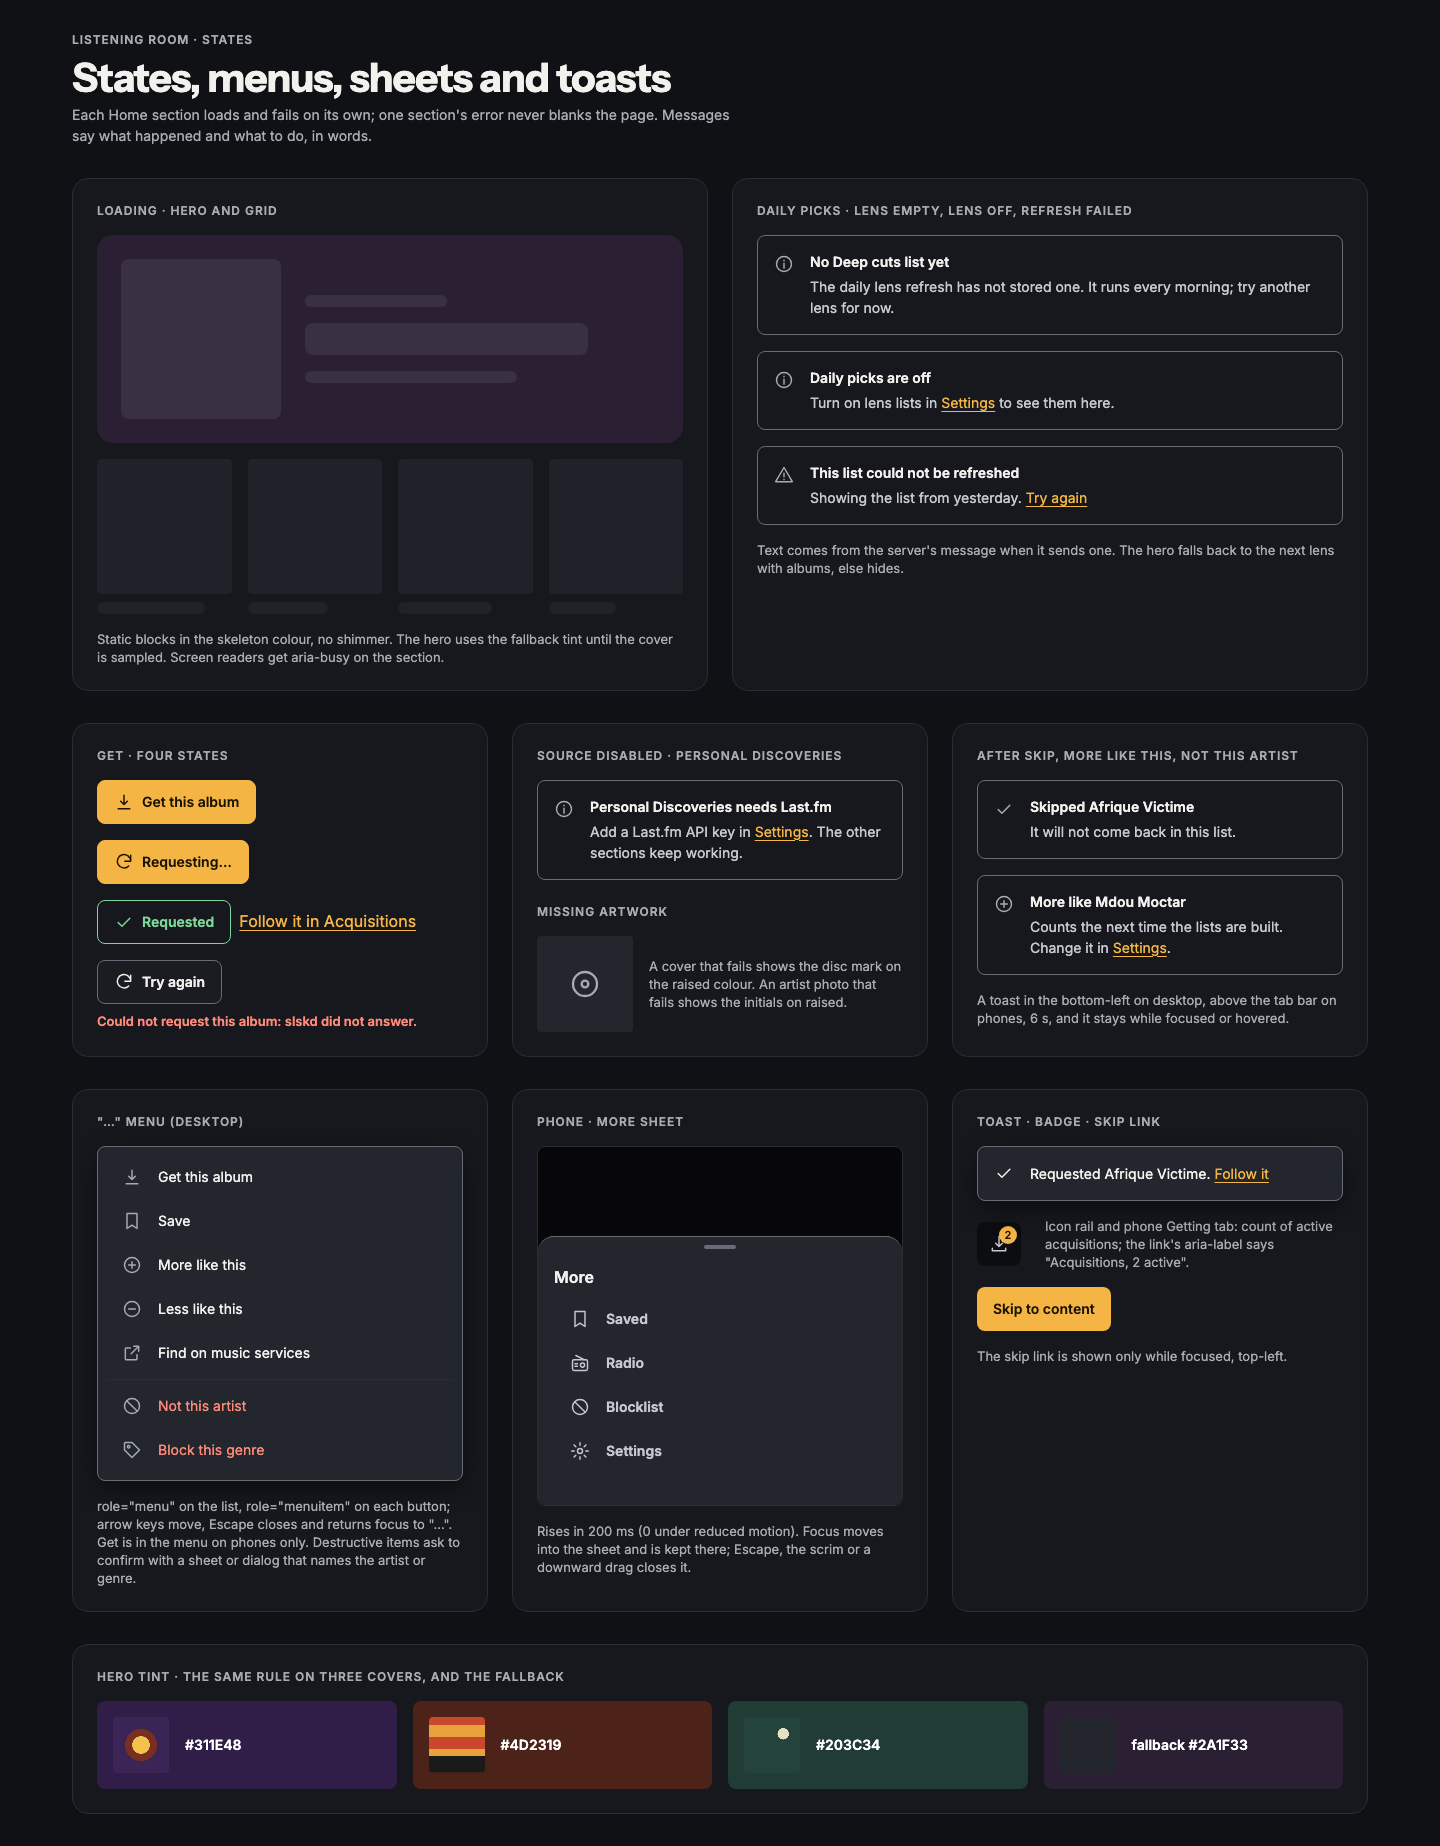 LISTENING ROOM · STATES
States, menus, sheets and toasts
Each Home section loads and fails on its own; one section's error never blanks the page. Messages
say what happened and what to do, in words.
LOADING · HERO AND GRID
Static blocks in the skeleton colour, no shimmer. The hero uses the fallback tint until the cover
is sampled. Screen readers get aria-busy on the section.
DAILY PICKS · LENS EMPTY, LENS OFF, REFRESH FAILED
No Deep cuts list yet
The daily lens refresh has not stored one. It runs every morning; try another
lens for now.
Daily picks are off
Turn on lens lists in Settings to see them here.
This list could not be refreshed
Showing the list from yesterday. Try again
Text comes from the server's message when it sends one. The hero falls back to the next lens
with albums, else hides.
GET · FOUR STATES
Get this album
Requesting...
Requested
Follow it in Acquisitions
Try again
Could not request this album: slskd did not answer.
SOURCE DISABLED · PERSONAL DISCOVERIES
Personal Discoveries needs Last.fm
Add a Last.fm API key in Settings. The other
sections keep working.
MISSING ARTWORK
A cover that fails shows the disc mark on
the raised colour. An artist photo that
fails shows the initials on raised.
AFTER SKIP, MORE LIKE THIS, NOT THIS ARTIST
Skipped Afrique Victime
It will not come back in this list.
More like Mdou Moctar
Counts the next time the lists are built.
Change it in Settings.
A toast in the bottom-left on desktop, above the tab bar on
phones, 6 s, and it stays while focused or hovered.
"..." MENU (DESKTOP)
Get this album
Save
More like this
Less like this
Find on music services
Not this artist
Block this genre
role="menu" on the list, role="menuitem" on each button;
arrow keys move, Escape closes and returns focus to "...".
Get is in the menu on phones only. Destructive items ask to
confirm with a sheet or dialog that names the artist or
genre.
PHONE · MORE SHEET
More
Saved
Radio
Blocklist
Settings
Rises in 200 ms (0 under reduced motion). Focus moves
into the sheet and is kept there; Escape, the scrim or a
downward drag closes it.
TOAST · BADGE · SKIP LINK
Requested Afrique Victime. Follow it
2
Icon rail and phone Getting tab: count of active
acquisitions; the link's aria-label says
"Acquisitions, 2 active".
Skip to content
The skip link is shown only while focused, top-left.
HERO TINT · THE SAME RULE ON THREE COVERS, AND THE FALLBACK
#311E48
#4D2319
#203C34
fallback #2A1F33